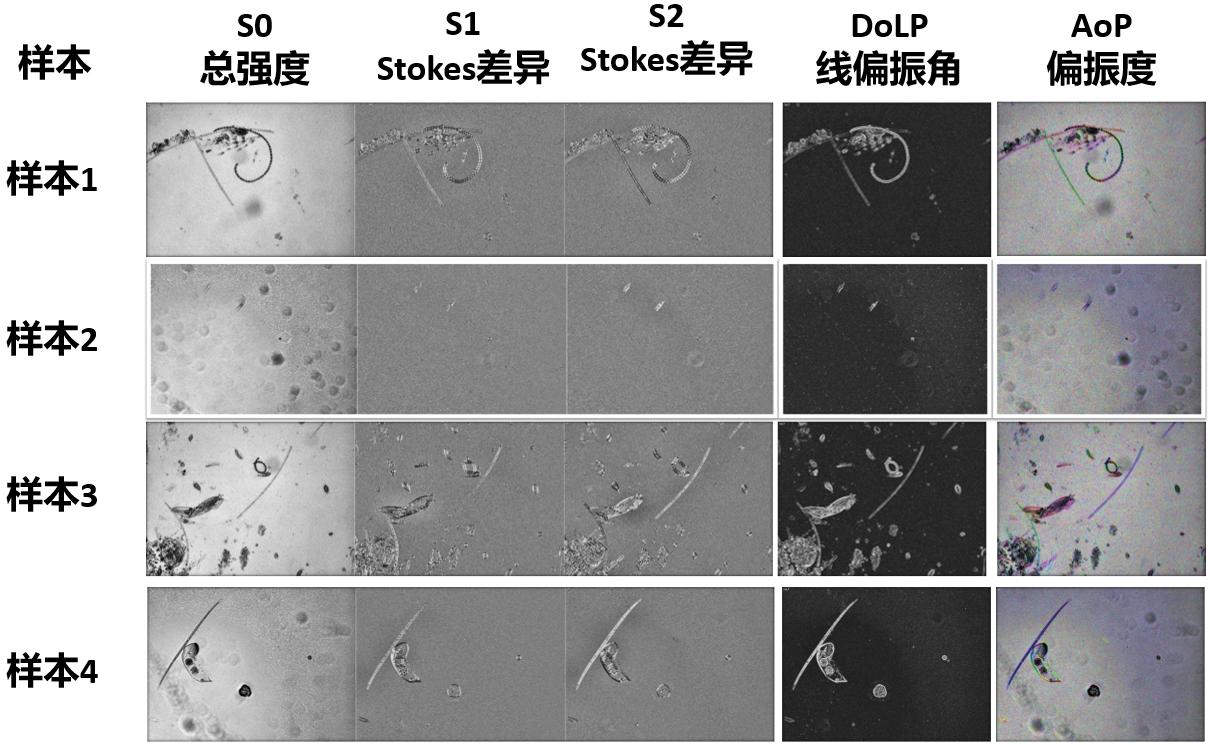 样本
S0
总强度
S1
Stokes差异
S2
Stokes差异
DoLP
线偏振角
AoP
偏振度
样本1
样本2
样本3
样本4